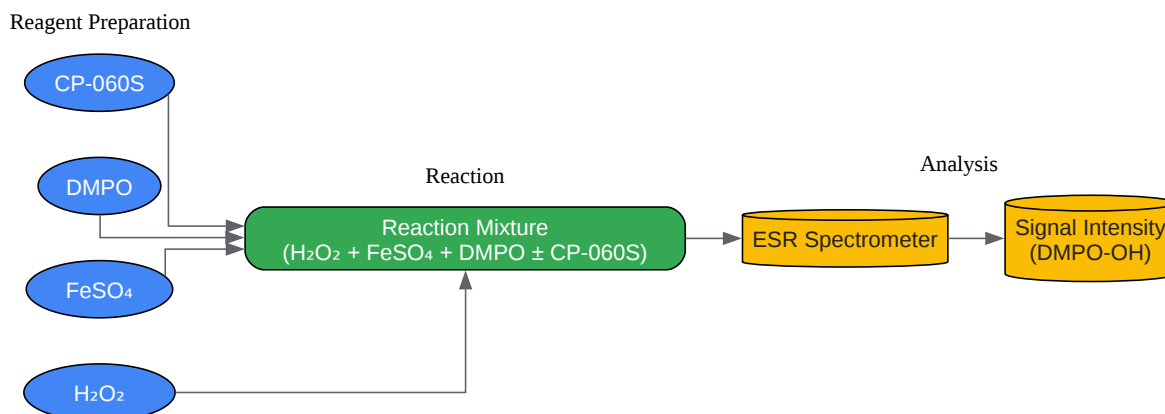 Reagent Preparation
CP-060S
DMPO
FeSO₄
H₂O₂
Reaction
Reaction Mixture
(H₂O₂ + FeSO₄ + DMPO ± CP-060S)
Analysis
ESR Spectrometer
Signal Intensity
(DMPO-OH)